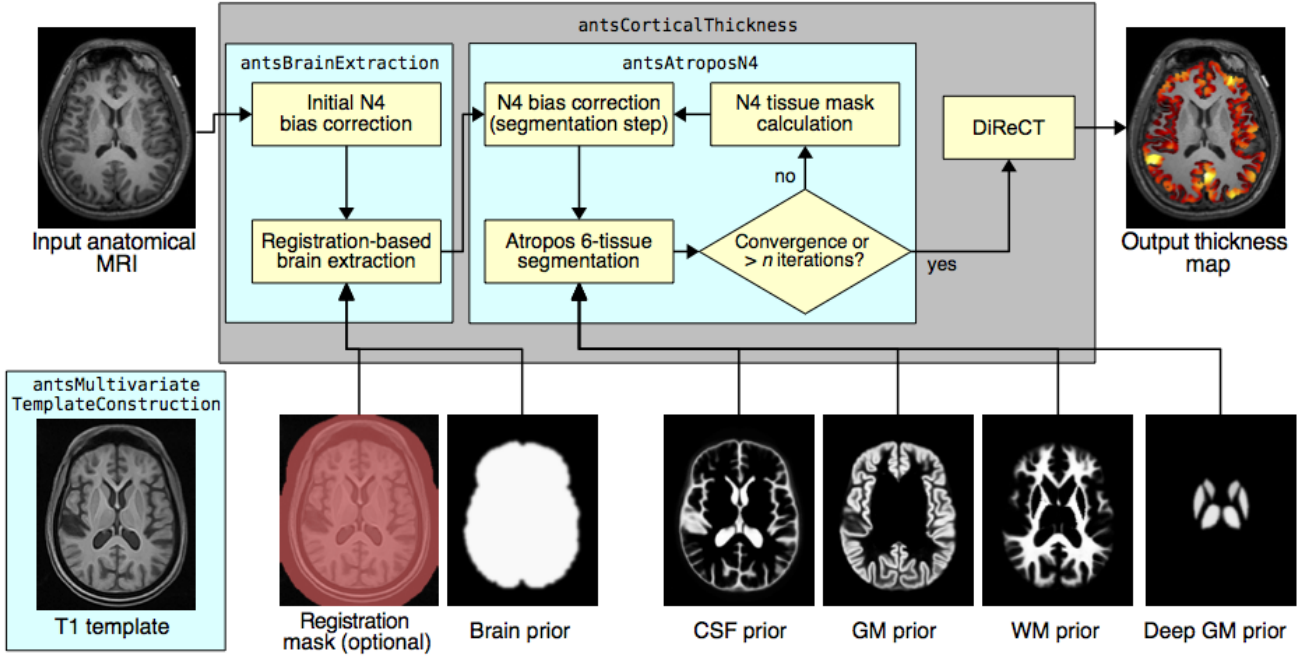 antsCorticalThickness
antsBrainExtraction
Initial N4
bias correction
Registration-based
brain extraction
antsAtroposN4
N4 bias correction
(segmentation step)
N4 tissue mask
calculation
Atropos 6-tissue
segmentation
no
Convergence or
> n iterations?
yes
DiReCT
Input anatomical
MRI
Output thickness
map
antsMultivariate
TemplateConstruction
T1 template
Registration
mask (optional)
Brain prior
CSF prior
GM prior
WM prior
Deep GM prior